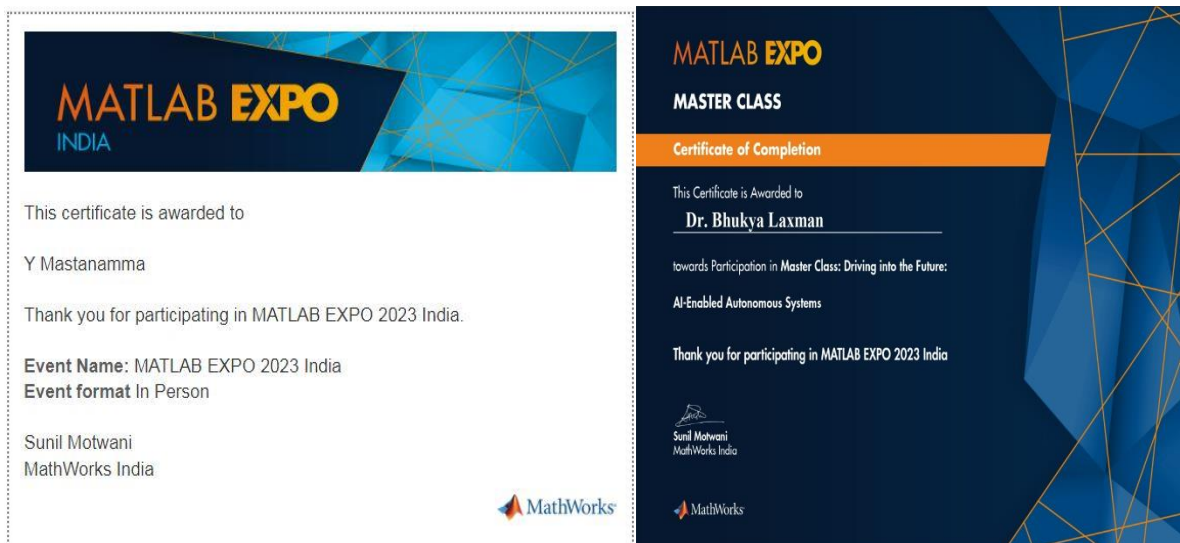 MATLAB EXPO
INDIA
This certificate is awarded to
Y Mastanamma
Thank you for participating in MATLAB EXPO 2023 India.
Event Name: MATLAB EXPO 2023 India
Event format In Person
Sunil Motwani
MathWorks India
MathWorks
MATLAB EXPO
MASTER CLASS
Certificate of Completion
This Certificate is Awarded to
Dr. Bhukya Laxman
towards Participation in Master Class: Driving into the Future:
AI-Enabled Autonomous Systems
Thank you for participating in MATLAB EXPO 2023 India
Sunil Motwani
MathWorks India
MathWorks